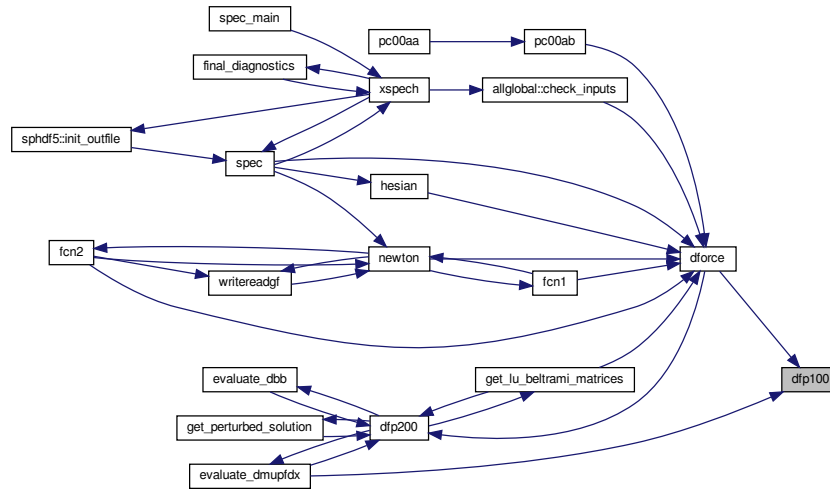 spec_main
pc00aa
pc00ab
final_diagnostics
xspech
allglobal::check_inputs
sphdf5::init_outfile
spec
hesian
fcn2
newton
dforce
writereadgf
fcn1
evaluate_dbb
get_lu_beltrami_matrices
dfp100
get_perturbed_solution
dfp200
evaluate_dmupfdx